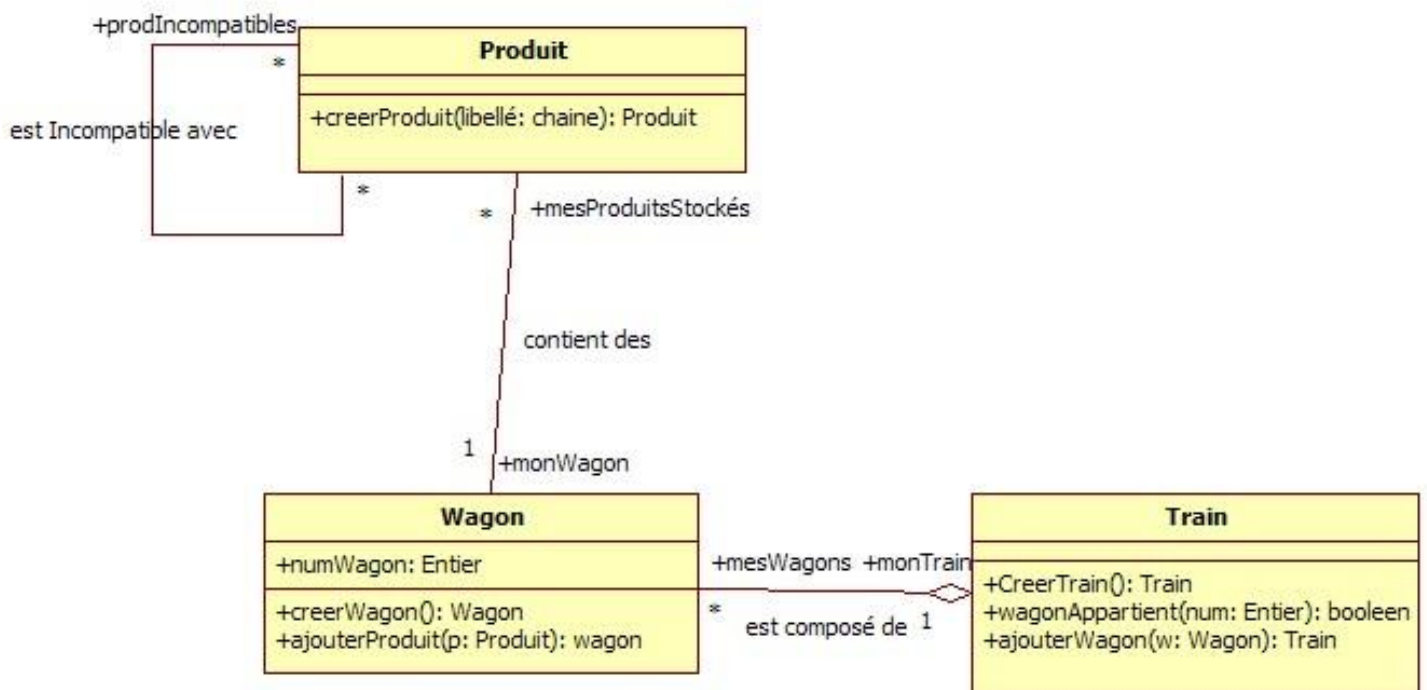 +prodIncompatibles
*
Produit
+creerProduit(libellé: chaine): Produit
est Incompatible avec
*
*
+mesProduitsStockés
contient des
1
+monWagon
Wagon
+numWagon: Entier
+creerWagon(): Wagon
+ajouterProduit(p: Produit): wagon
+mesWagons
+monTrain
*
est composé de
1
Train
+CreerTrain(): Train
+wagonAppartient(num: Entier): booleen
+ajouterWagon(w: Wagon): Train